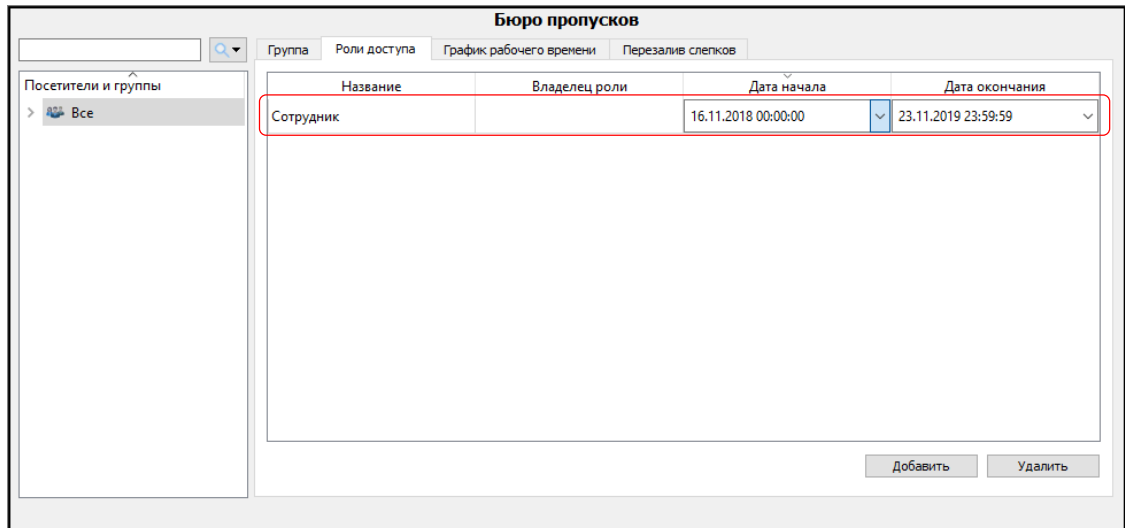 Бюро пропусков
Группа Роли доступа График рабочего времени Перезалив слепков
Посетители и группы
Все
Название Владелец роли Дата начала Дата окончания
Сотрудник 16.11.2018 00:00:00 23.11.2019 23:59:59
Добавить Удалить